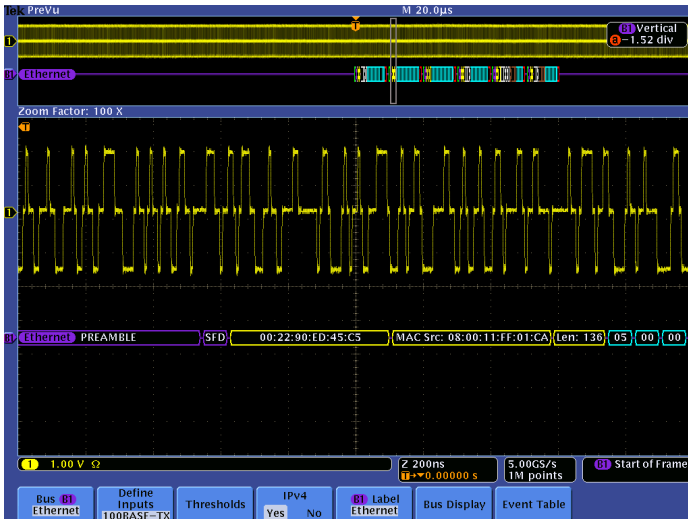 Tek PreVu M 20.0µs
B1 Vertical
a -1.52 div
1
B1 Ethernet
Zoom Factor: 100 X
T
1
B1 Ethernet PREAMBLE SFD 00:22:90:ED:45:C5 MAC Src: 08:00:11:FF:01:CA Len: 136 05 00 00
1 1.00 V Ω
Z 200ns
T→▼0.00000 s
5.00GS/s
1M points
B1 Start of Frame
Bus B1
Ethernet
Define
Inputs
100BASE-TX
Thresholds
IPv4
Yes No
B1 Label
Ethernet
Bus Display
Event Table